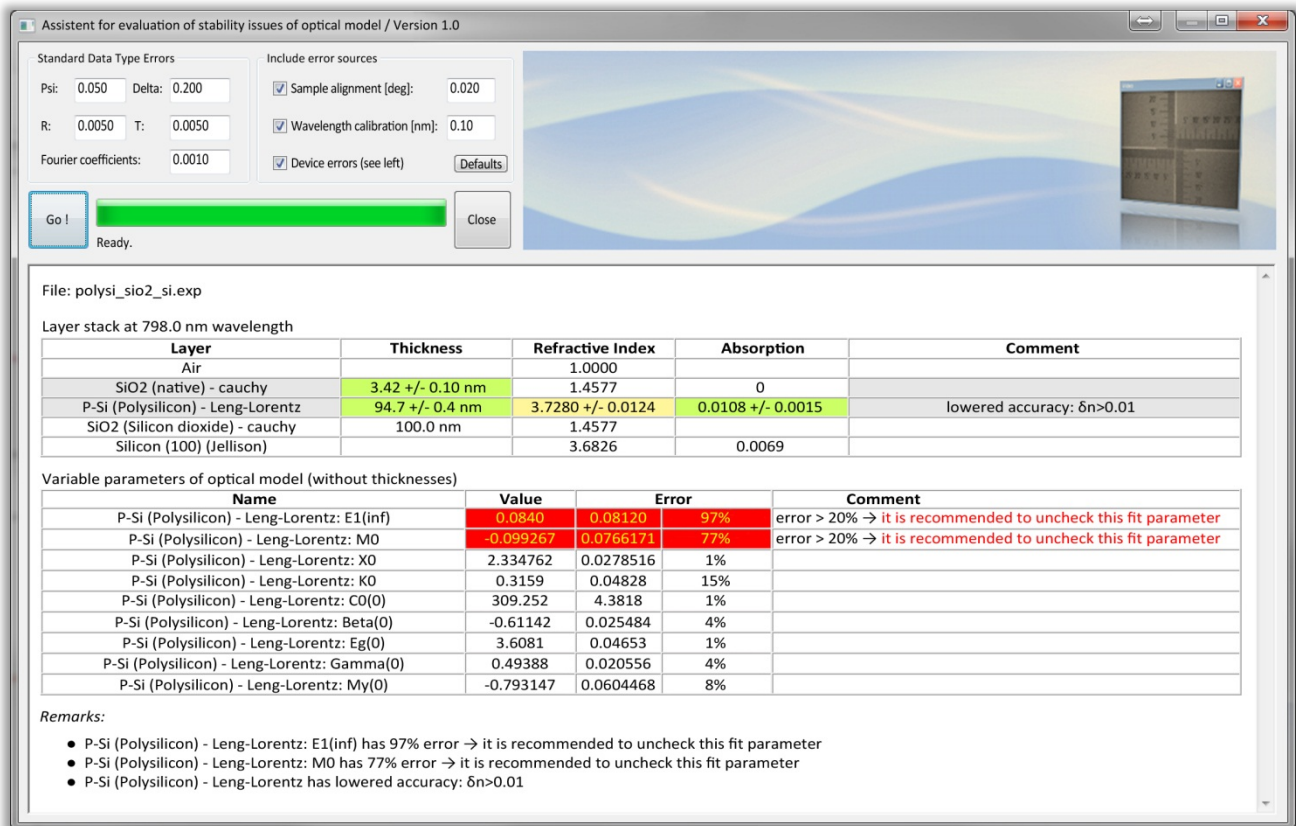 Assistent for evaluation of stability issues of optical model / Version 1.0
Standard Data Type Errors
Include error sources
Psi: 0.050 Delta: 0.200
Sample alignment [deg]: 0.020
R: 0.0050 T: 0.0050
Wavelength calibration [nm]: 0.10
Fourier coefficients: 0.0010
Device errors (see left) Defaults
Go !
Close
Ready.
File: polysi_sio2_si.exp
Layer stack at 798.0 nm wavelength
Layer Thickness Refractive Index Absorption Comment
Air 1.0000
SiO2 (native) - cauchy 3.42 +/- 0.10 nm 1.4577 0
P-Si (Polysilicon) - Leng-Lorentz 94.7 +/- 0.4 nm 3.7280 +/- 0.0124 0.0108 +/- 0.0015 lowered accuracy: δn>0.01
SiO2 (Silicon dioxide) - cauchy 100.0 nm 1.4577
Silicon (100) (Jellison) 3.6826 0.0069
Variable parameters of optical model (without thicknesses)
Name Value Error Comment
P-Si (Polysilicon) - Leng-Lorentz: E1(inf) 0.0840 0.08120 97% error > 20% → it is recommended to uncheck this fit parameter
P-Si (Polysilicon) - Leng-Lorentz: M0 -0.099267 0.0766171 77% error > 20% → it is recommended to uncheck this fit parameter
P-Si (Polysilicon) - Leng-Lorentz: X0 2.334762 0.0278516 1%
P-Si (Polysilicon) - Leng-Lorentz: K0 0.3159 0.04828 15%
P-Si (Polysilicon) - Leng-Lorentz: C0(0) 309.252 4.3818 1%
P-Si (Polysilicon) - Leng-Lorentz: Beta(0) -0.61142 0.025484 4%
P-Si (Polysilicon) - Leng-Lorentz: Eg(0) 3.6081 0.04653 1%
P-Si (Polysilicon) - Leng-Lorentz: Gamma(0) 0.49388 0.020556 4%
P-Si (Polysilicon) - Leng-Lorentz: My(0) -0.793147 0.0604468 8%
Remarks:
● P-Si (Polysilicon) - Leng-Lorentz: E1(inf) has 97% error → it is recommended to uncheck this fit parameter
● P-Si (Polysilicon) - Leng-Lorentz: M0 has 77% error → it is recommended to uncheck this fit parameter
● P-Si (Polysilicon) - Leng-Lorentz has lowered accuracy: δn>0.01